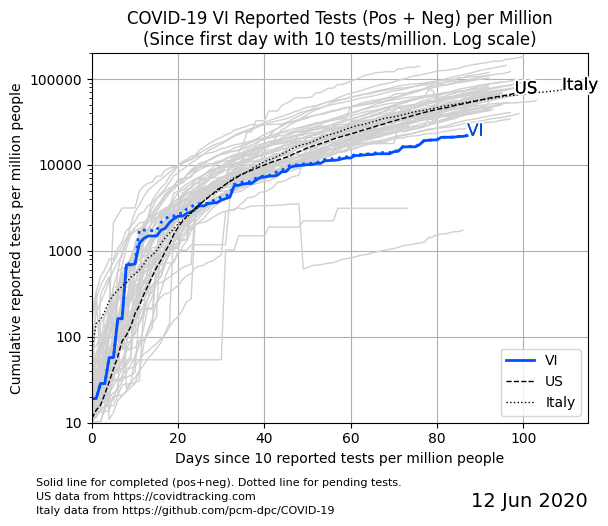 COVID-19 VI Reported Tests (Pos + Neg) per Million
(Since first day with 10 tests/million. Log scale)
Cumulative reported tests per million people
100000
10000
1000
100
10
US
Italy
VI
VI
US
Italy
0
20
40
60
80
100
Days since 10 reported tests per million people
Solid line for completed (pos+neg). Dotted line for pending tests.
US data from https://covidtracking.com
Italy data from https://github.com/pcm-dpc/COVID-19
12 Jun 2020